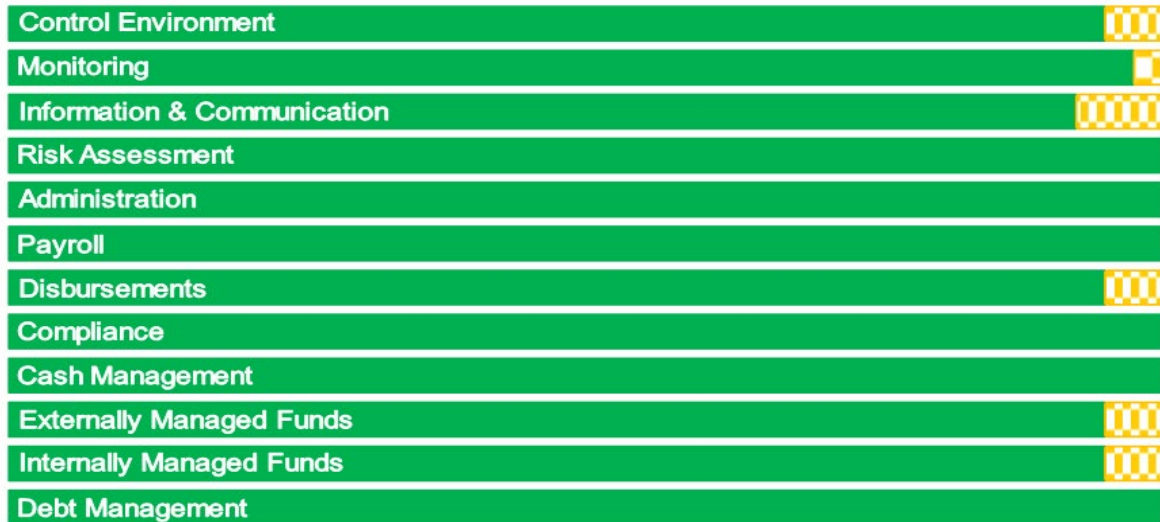 Control Environment
Monitoring
Information & Communication
Risk Assessment
Administration
Payroll
Disbursements
Compliance
Cash Management
Externally Managed Funds
Internally Managed Funds
Debt Management